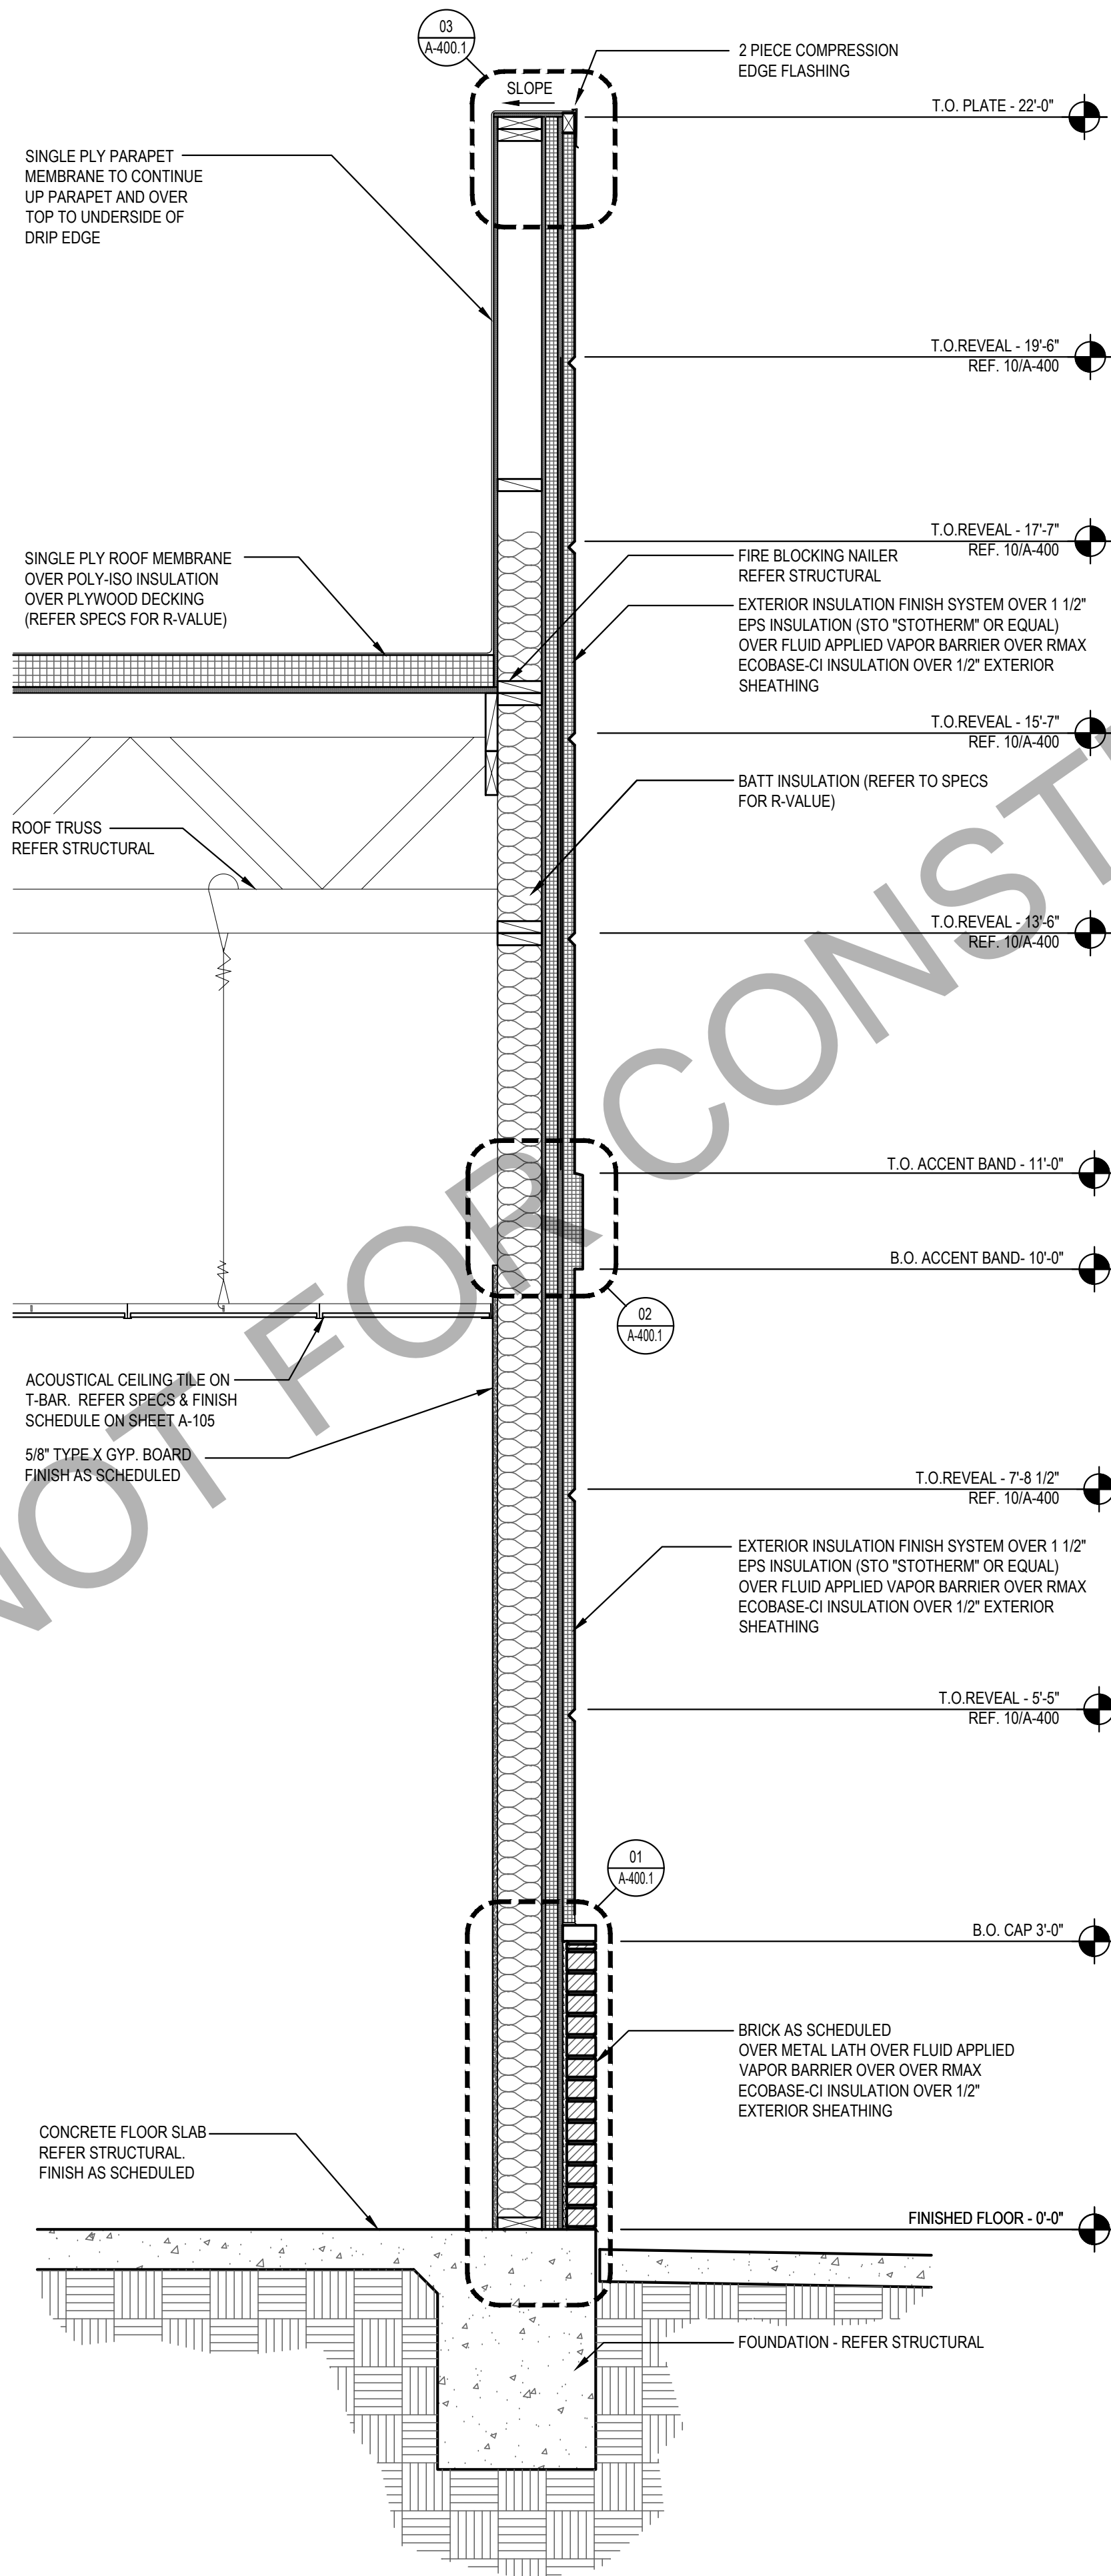 03
A-400.1
2 PIECE COMPRESSION
EDGE FLASHING
SLOPE
T.O. PLATE - 22'-0"
SINGLE PLY PARAPET
MEMBRANE TO CONTINUE
UP PARAPET AND OVER
TOP TO UNDERSIDE OF
DRIP EDGE
T.O.REVEAL - 19'-6"
REF. 10/A-400
T.O.REVEAL - 17'-7"
REF. 10/A-400
SINGLE PLY ROOF MEMBRANE
OVER POLY-ISO INSULATION
OVER PLYWOOD DECKING
(REFER SPECS FOR R-VALUE)
FIRE BLOCKING NAILER
REFER STRUCTURAL
EXTERIOR INSULATION FINISH SYSTEM OVER 1 1/2"
EPS INSULATION (STO "STOTHERM" OR EQUAL)
OVER FLUID APPLIED VAPOR BARRIER OVER RMAX
ECOBASE-CI INSULATION OVER 1/2" EXTERIOR
SHEATHING
T.O.REVEAL - 15'-7"
REF. 10/A-400
BATT INSULATION (REFER TO SPECS
FOR R-VALUE)
ROOF TRUSS
REFER STRUCTURAL
T.O.REVEAL - 13'-6"
REF. 10/A-400
T.O. ACCENT BAND - 11'-0"
B.O. ACCENT BAND- 10'-0"
02
A-400.1
ACOUSTICAL CEILING TILE ON
T-BAR.  REFER SPECS & FINISH
SCHEDULE ON SHEET A-105
5/8" TYPE X GYP. BOARD
FINISH AS SCHEDULED
T.O.REVEAL - 7'-8 1/2"
REF. 10/A-400
EXTERIOR INSULATION FINISH SYSTEM OVER 1 1/2"
EPS INSULATION (STO "STOTHERM" OR EQUAL)
OVER FLUID APPLIED VAPOR BARRIER OVER RMAX
ECOBASE-CI INSULATION OVER 1/2" EXTERIOR
SHEATHING
T.O.REVEAL - 5'-5"
REF. 10/A-400
01
A-400.1
B.O. CAP 3'-0"
BRICK AS SCHEDULED
OVER METAL LATH OVER FLUID APPLIED
VAPOR BARRIER OVER OVER RMAX
ECOBASE-CI INSULATION OVER 1/2"
EXTERIOR SHEATHING
CONCRETE FLOOR SLAB
REFER STRUCTURAL.
FINISH AS SCHEDULED
FINISHED FLOOR - 0'-0"
FOUNDATION - REFER STRUCTURAL
NOT FOR CONST